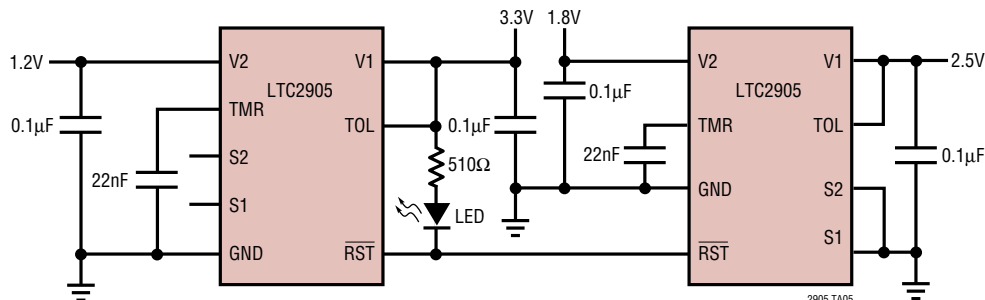 3.3V 1.8V
1.2V
V2
V1
LTC2905
TMR
TOL
S2
S1
GND
RST
0.1μF
22nF
510Ω
LED
0.1μF
0.1μF
22nF
V2
V1
LTC2905
TMR
TOL
GND
S2
S1
RST
2.5V
0.1μF
2905 TA05